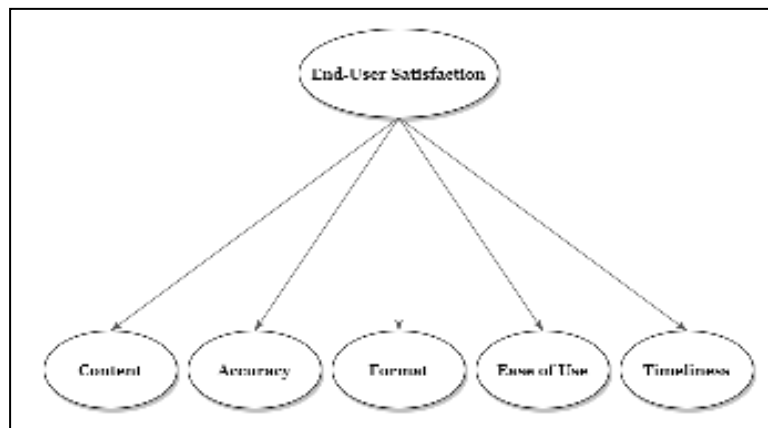 End-User Satisfaction
Content
Accuracy
Format
Ease of Use
Timeliness